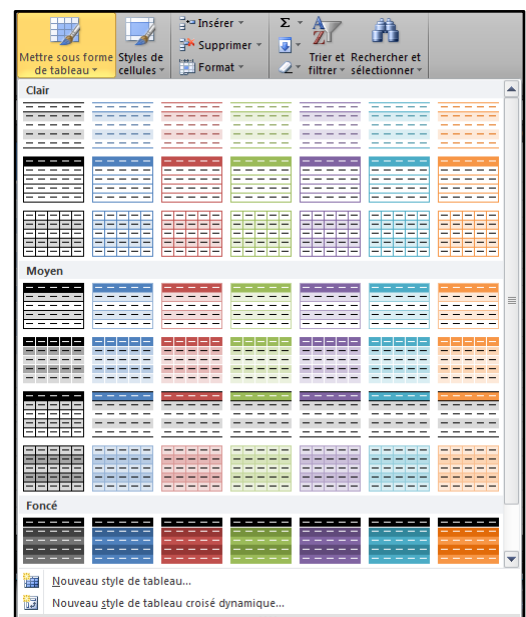 Insérer
Supprimer
Format
Mettre sous forme
de tableau
Styles de
cellules
Σ
Trier et
filtrer
Rechercher et
sélectionner
Clair
Moyen
Foncé
Nouveau style de tableau...
Nouveau style de tableau croisé dynamique...